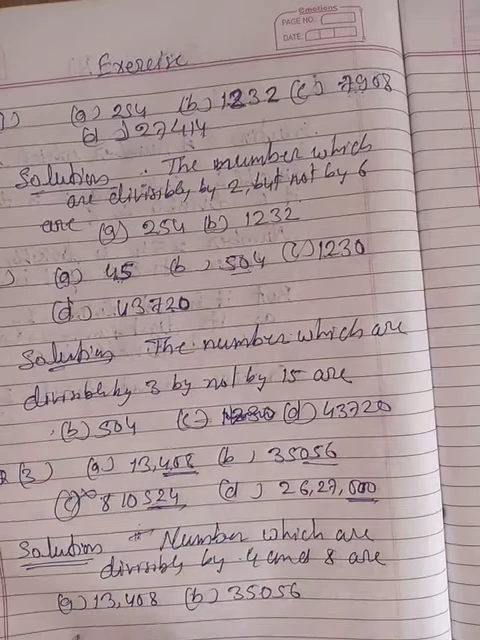 Emotions
PAGE NO.
DATE:
Exercise
(a) 254 (b) 1232 (c) 7908
(d) 27414
Solution : The number which
are divisible by 2, but not by 6
are (a) 254 (b) 1232
(a) 45 (b) 504 (c) 1230
(d) 43720
Solution The number which are
divisible by 3 by not by 15 are
(b) 504 (c) 1230 (d) 43720
(3) (a) 13,408 (b) 35056
(c) 810524 (d) 26,27,000
Solution Number which are
divisible by 4 and 8 are
(a) 13,408 (b) 35056